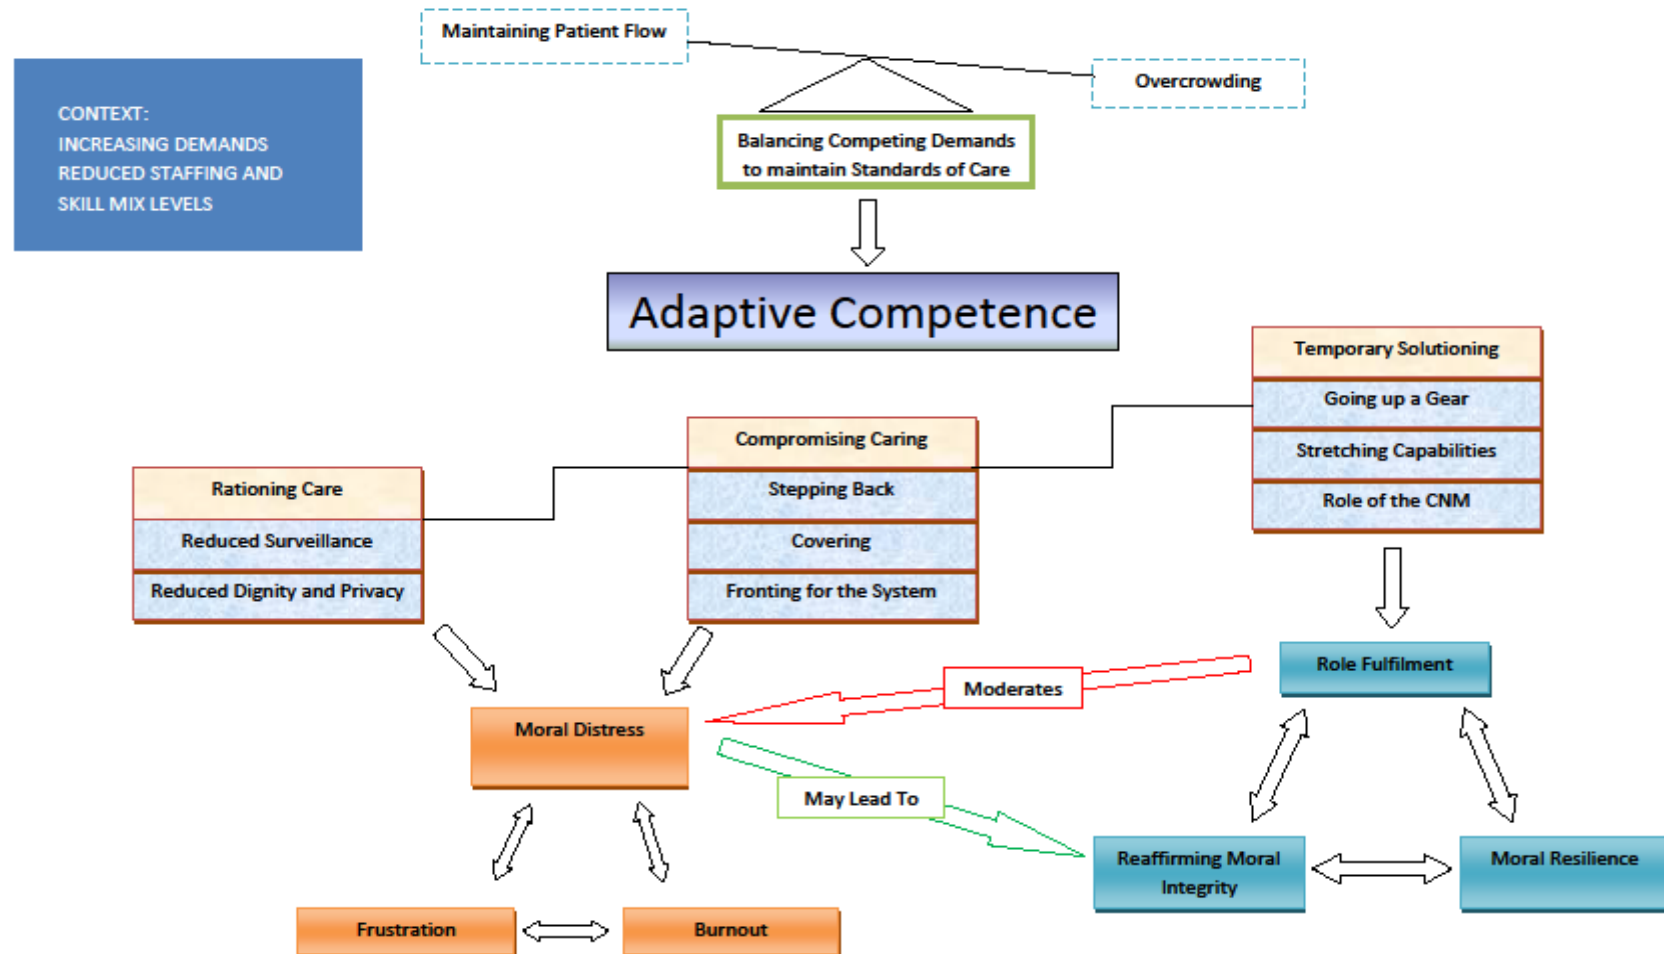 Maintaining Patient Flow
Overcrowding
CONTEXT:
INCREASING DEMANDS
REDUCED STAFFING AND
SKILL MIX LEVELS
Balancing Competing Demands
to maintain Standards of Care
Adaptive Competence
Temporary Solutioning
Going up a Gear
Stretching Capabilities
Role of the CNM
Compromising Caring
Stepping Back
Covering
Fronting for the System
Rationing Care
Reduced Surveillance
Reduced Dignity and Privacy
Role Fulfilment
Moderates
Moral Distress
May Lead To
Reaffirming Moral
Integrity
Moral Resilience
Frustration
Burnout